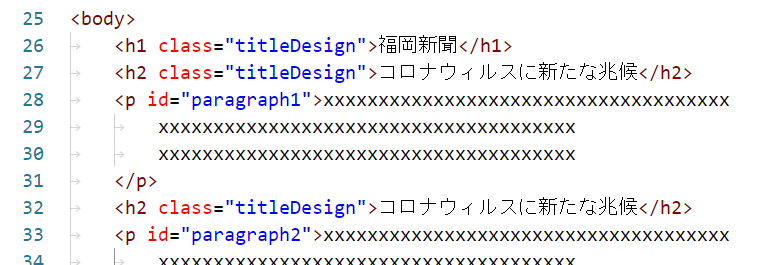 25 <body>
26 <h1 class="titleDesign">福岡新聞</h1>
27 <h2 class="titleDesign">コロナウィルスに新たな兆候</h2>
28 <p id="paragraph1">xxxxxxxxxxxxxxxxxxxxxxxxxxxxxxxxxxxxx
29 xxxxxxxxxxxxxxxxxxxxxxxxxxxxxxxxxxxxxx
30 xxxxxxxxxxxxxxxxxxxxxxxxxxxxxxxxxxxxxx
31 </p>
32 <h2 class="titleDesign">コロナウィルスに新たな兆候</h2>
33 <p id="paragraph2">xxxxxxxxxxxxxxxxxxxxxxxxxxxxxxxxxxxxx
34 xxxxxxxxxxxxxxxxxxxxxxxxxxxxxxxxxxxxxx